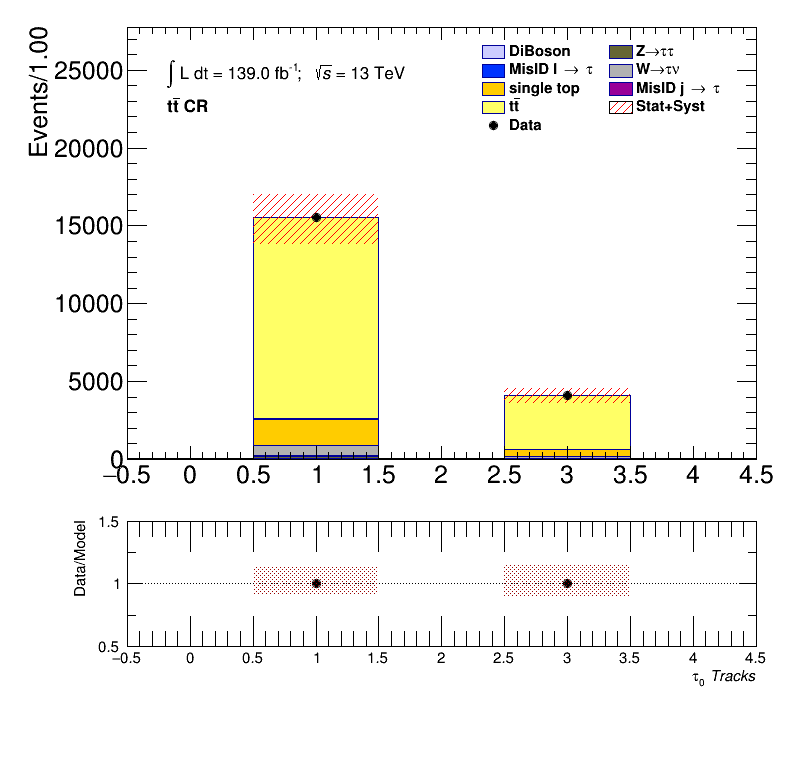 Events/1.00
25000
20000
15000
10000
5000
0
∫ L dt = 139.0 fb⁻¹; √s = 13 TeV
tt̄ CR
DiBoson
MisID l → τ
single top
tt̄
Data
Z→ττ
W→τν
MisID j → τ
Stat+Syst
−0.5 0 0.5 1 1.5 2 2.5 3 3.5 4 4.5
Data/Model
1.5
1
0.5
−0.5 0 0.5 1 1.5 2 2.5 3 3.5 4 4.5
τ₀ Tracks